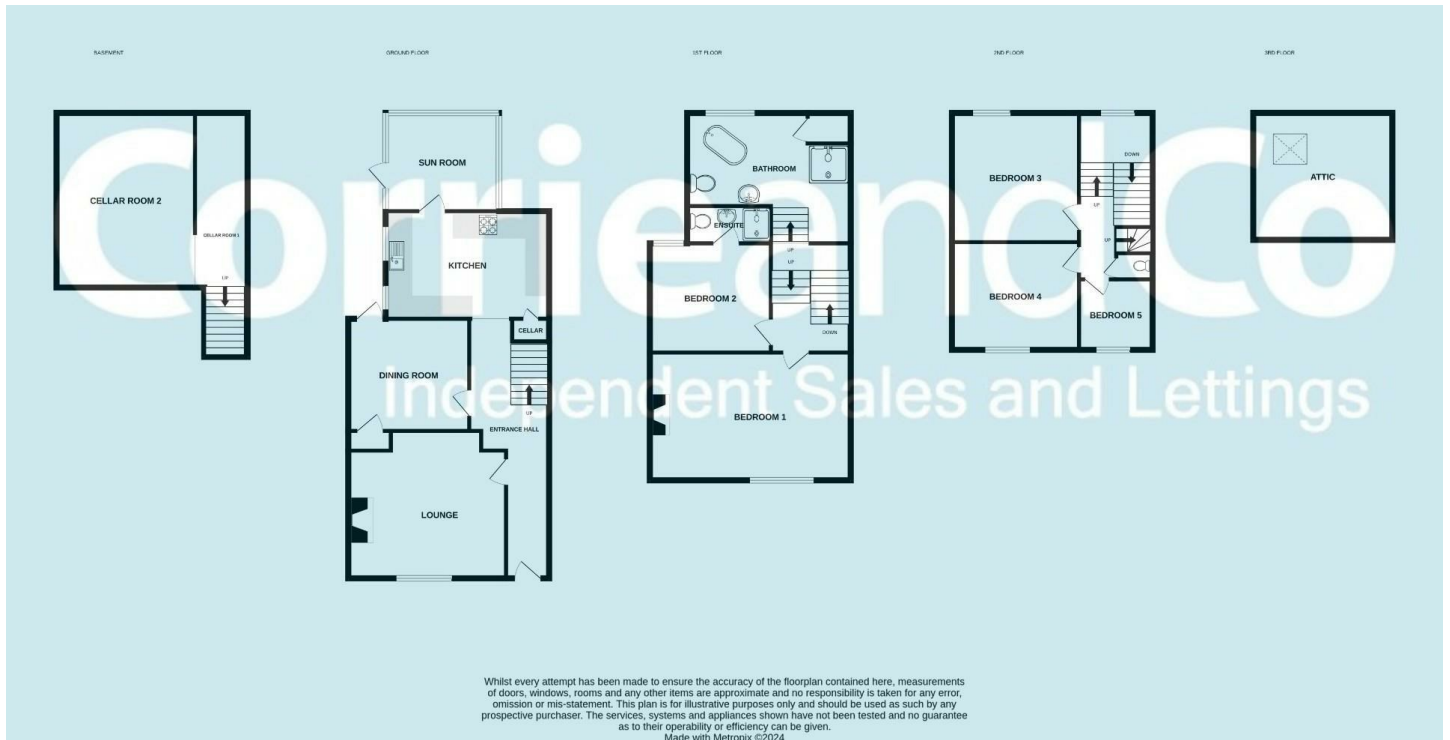 BASEMENT
GROUND FLOOR
1ST FLOOR
2ND FLOOR
3RD FLOOR
CorrieandCo
Independent Sales and Lettings
CELLAR ROOM 2
CELLAR ROOM 1
UP
SUN ROOM
KITCHEN
CELLAR
DINING ROOM
UP
ENTRANCE HALL
LOUNGE
BATHROOM
ENSUITE
UP
UP
BEDROOM 2
DOWN
BEDROOM 1
BEDROOM 3
DOWN
UP
UP
BEDROOM 4
BEDROOM 5
ATTIC
Whilst every attempt has been made to ensure the accuracy of the floorplan contained here, measurements
of doors, windows, rooms and any other items are approximate and no responsibility is taken for any error,
omission or mis-statement. This plan is for illustrative purposes only and should be used as such by any
prospective purchaser. The services, systems and appliances shown have not been tested and no guarantee
as to their operability or efficiency can be given.
Made with Metropix ©2024